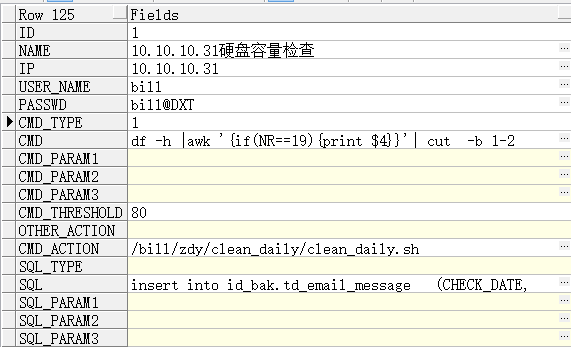 Row 125 Fields
ID 1
NAME 10.10.10.31硬盘容量检查
IP 10.10.10.31
USER_NAME bill
PASSWD bill@DXT
CMD_TYPE 1
CMD df -h |awk '{if(NR==19){print $4}}'| cut -b 1-2
CMD_PARAM1
CMD_PARAM2
CMD_PARAM3
CMD_THRESHOLD 80
OTHER_ACTION
CMD_ACTION /bill/zdy/clean_daily/clean_daily.sh
SQL_TYPE
SQL insert into id_bak.td_email_message (CHECK_DATE,
SQL_PARAM1
SQL_PARAM2
SQL_PARAM3